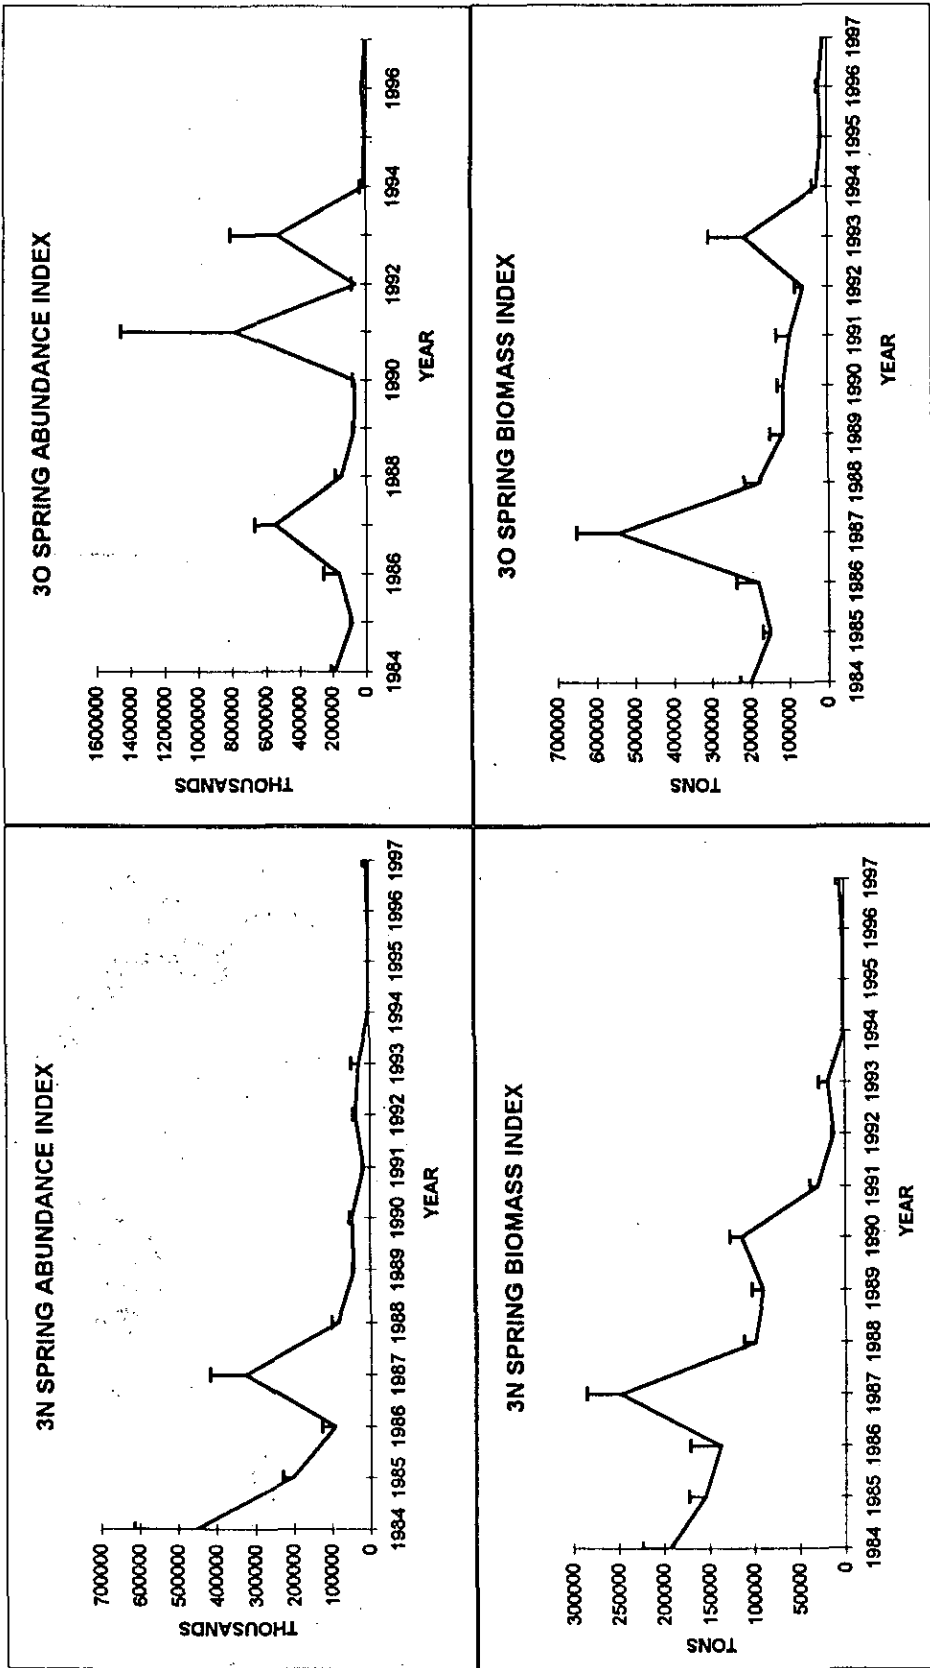 3N SPRING ABUNDANCE INDEX
THOUSANDS
700000
600000
500000
400000
300000
200000
100000
0
1984 1985 1986 1987 1988 1989 1990 1991 1992 1993 1994 1995 1996 1997
YEAR
3O SPRING ABUNDANCE INDEX
THOUSANDS
1600000
1400000
1200000
1000000
800000
600000
400000
200000
0
1984 1986 1988 1990 1992 1994 1996
YEAR
3N SPRING BIOMASS INDEX
TONS
300000
250000
200000
150000
100000
50000
0
1984 1985 1986 1987 1988 1989 1990 1991 1992 1993 1994 1995 1996 1997
YEAR
3O SPRING BIOMASS INDEX
TONS
700000
600000
500000
400000
300000
200000
100000
0
1984 1985 1986 1987 1988 1989 1990 1991 1992 1993 1994 1995 1996 1997
YEAR